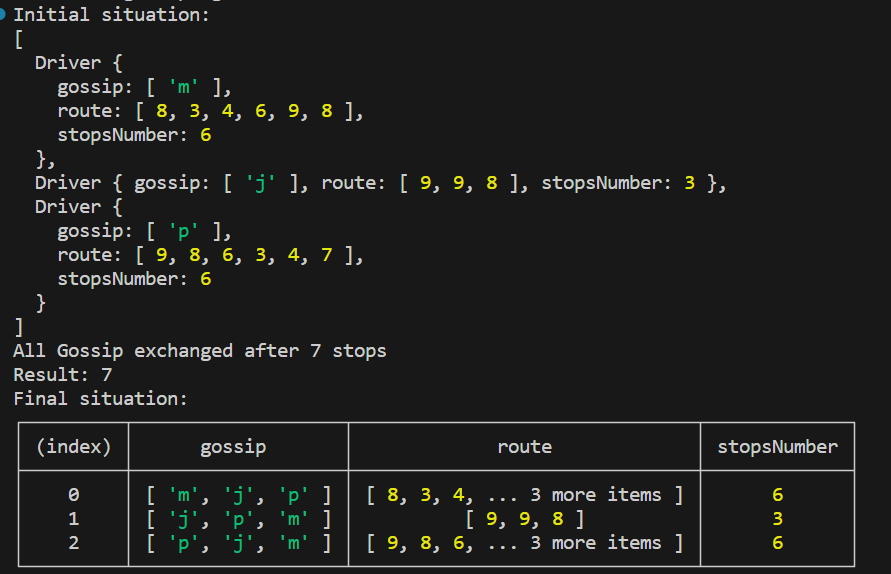 Initial situation:
[
  Driver {
    gossip: [ 'm' ],
    route: [ 8, 3, 4, 6, 9, 8 ],
    stopsNumber: 6
  },
  Driver { gossip: [ 'j' ], route: [ 9, 9, 8 ], stopsNumber: 3 },
  Driver {
    gossip: [ 'p' ],
    route: [ 9, 8, 6, 3, 4, 7 ],
    stopsNumber: 6
  }
]
All Gossip exchanged after 7 stops
Result: 7
Final situation:
(index) gossip route stopsNumber
0 [ 'm', 'j', 'p' ] [ 8, 3, 4, ... 3 more items ] 6
1 [ 'j', 'p', 'm' ] [ 9, 9, 8 ] 3
2 [ 'p', 'j', 'm' ] [ 9, 8, 6, ... 3 more items ] 6